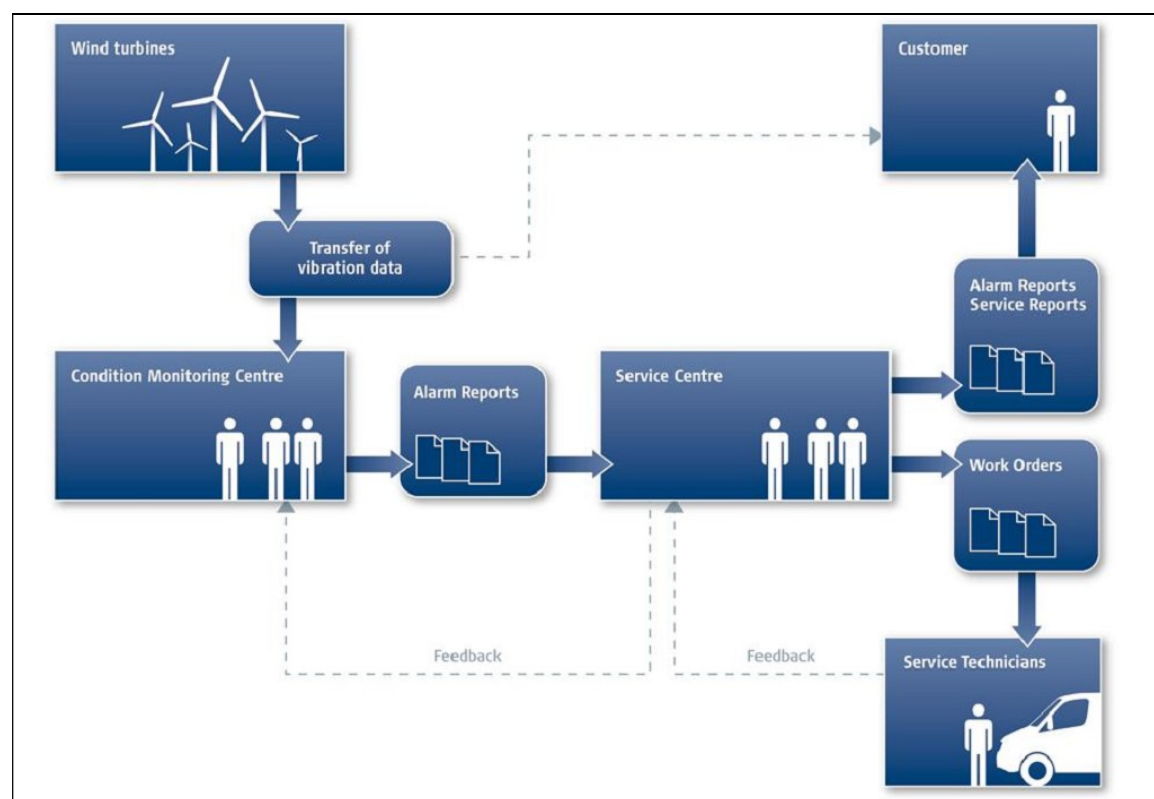 Wind turbines
Customer
Transfer of
vibration data
Alarm Reports
Service Reports
Condition Monitoring Centre
Alarm Reports
Service Centre
Work Orders
Feedback
Feedback
Service Technicians